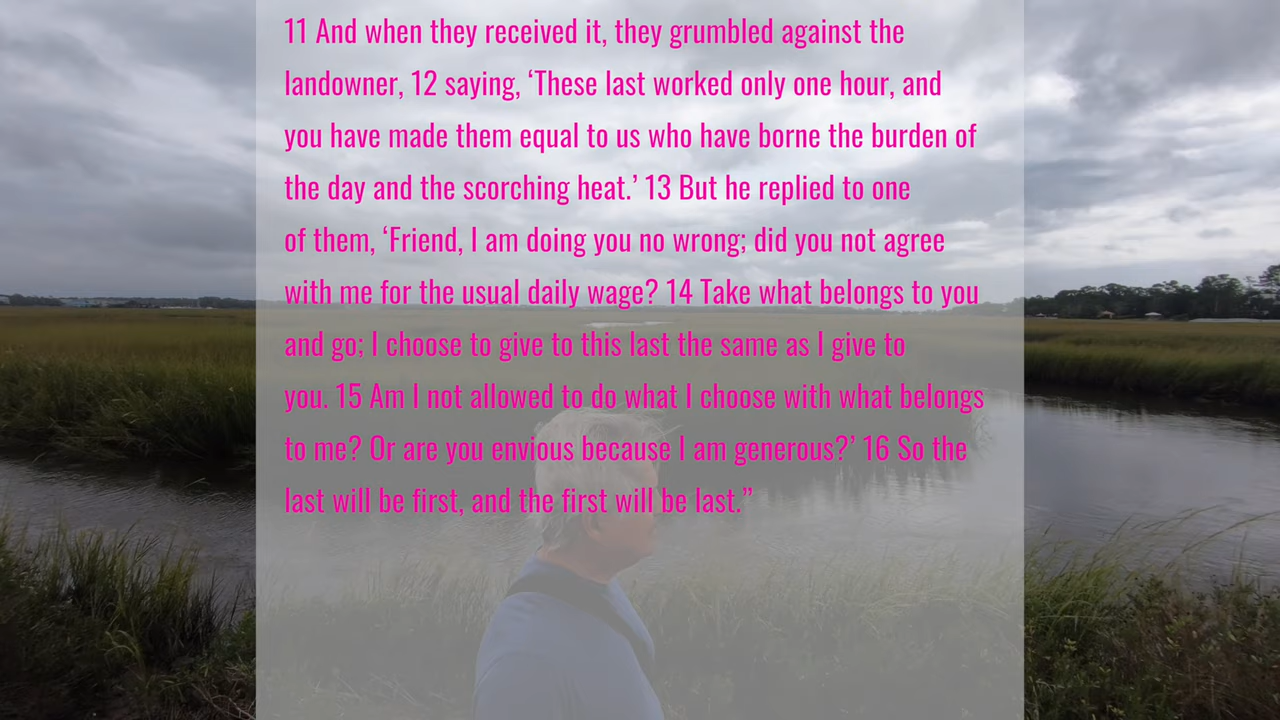 11 And when they received it, they grumbled against the
landowner, 12 saying, ‘These last worked only one hour, and
you have made them equal to us who have borne the burden of
the day and the scorching heat.’ 13 But he replied to one
of them, ‘Friend, I am doing you no wrong; did you not agree
with me for the usual daily wage? 14 Take what belongs to you
and go; I choose to give to this last the same as I give to
you. 15 Am I not allowed to do what I choose with what belongs
to me? Or are you envious because I am generous?’ 16 So the
last will be first, and the first will be last.”